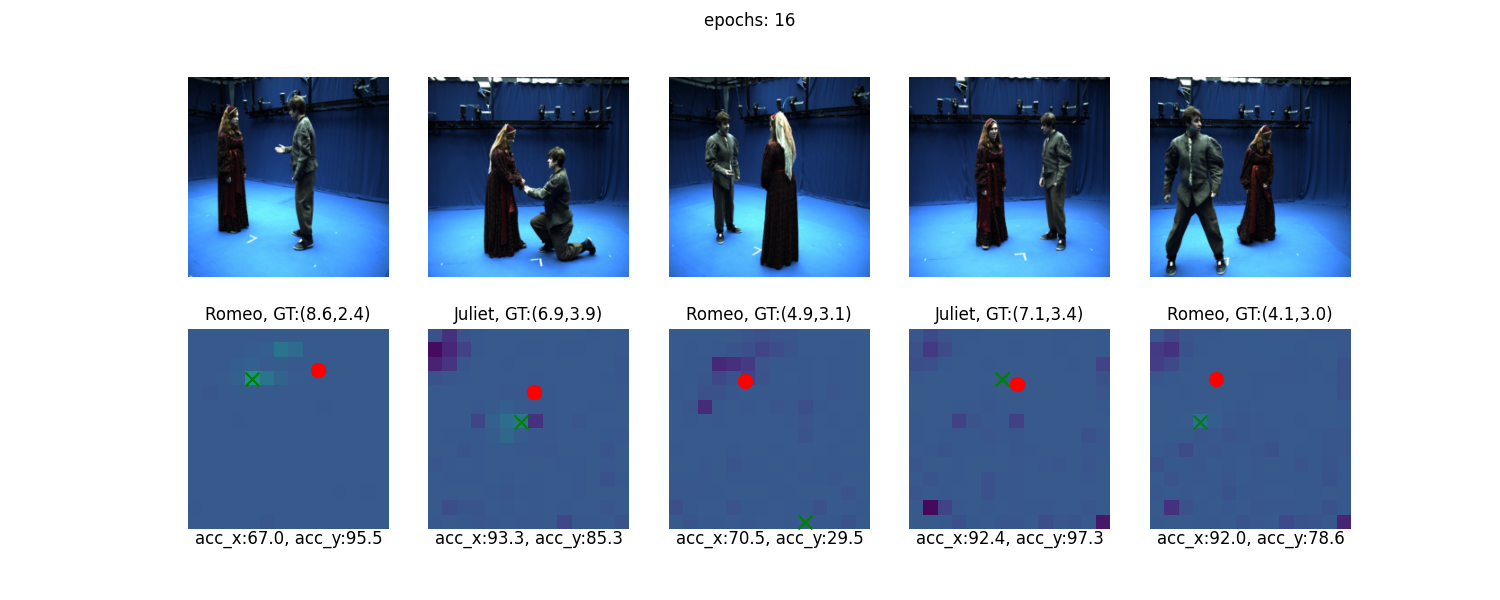 epochs: 16
Romeo, GT:(8.6,2.4)
Juliet, GT:(6.9,3.9)
Romeo, GT:(4.9,3.1)
Juliet, GT:(7.1,3.4)
Romeo, GT:(4.1,3.0)
acc_x:67.0, acc_y:95.5
acc_x:93.3, acc_y:85.3
acc_x:70.5, acc_y:29.5
acc_x:92.4, acc_y:97.3
acc_x:92.0, acc_y:78.6